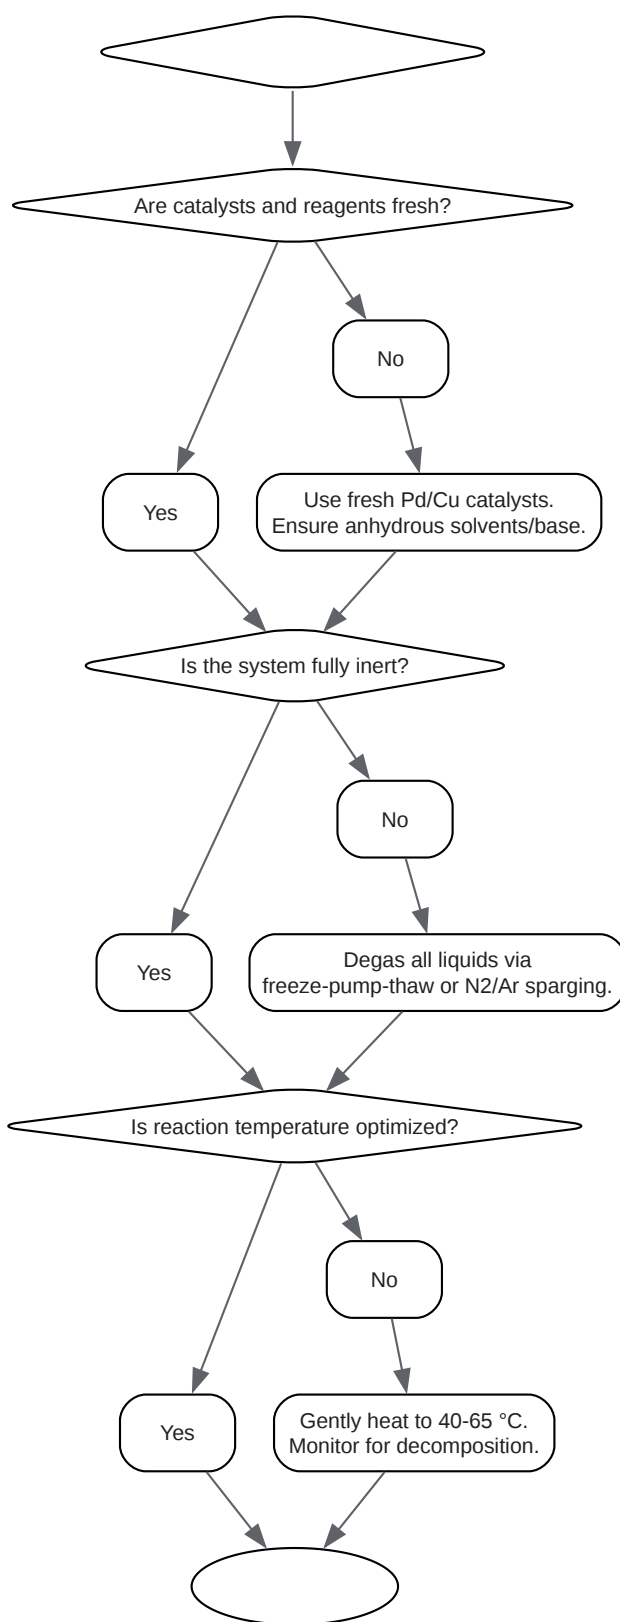 Are catalysts and reagents fresh?
No
Yes
Use fresh Pd/Cu catalysts.
Ensure anhydrous solvents/base.
Is the system fully inert?
No
Yes
Degas all liquids via
freeze-pump-thaw or N2/Ar sparging.
Is reaction temperature optimized?
No
Yes
Gently heat to 40-65 °C.
Monitor for decomposition.